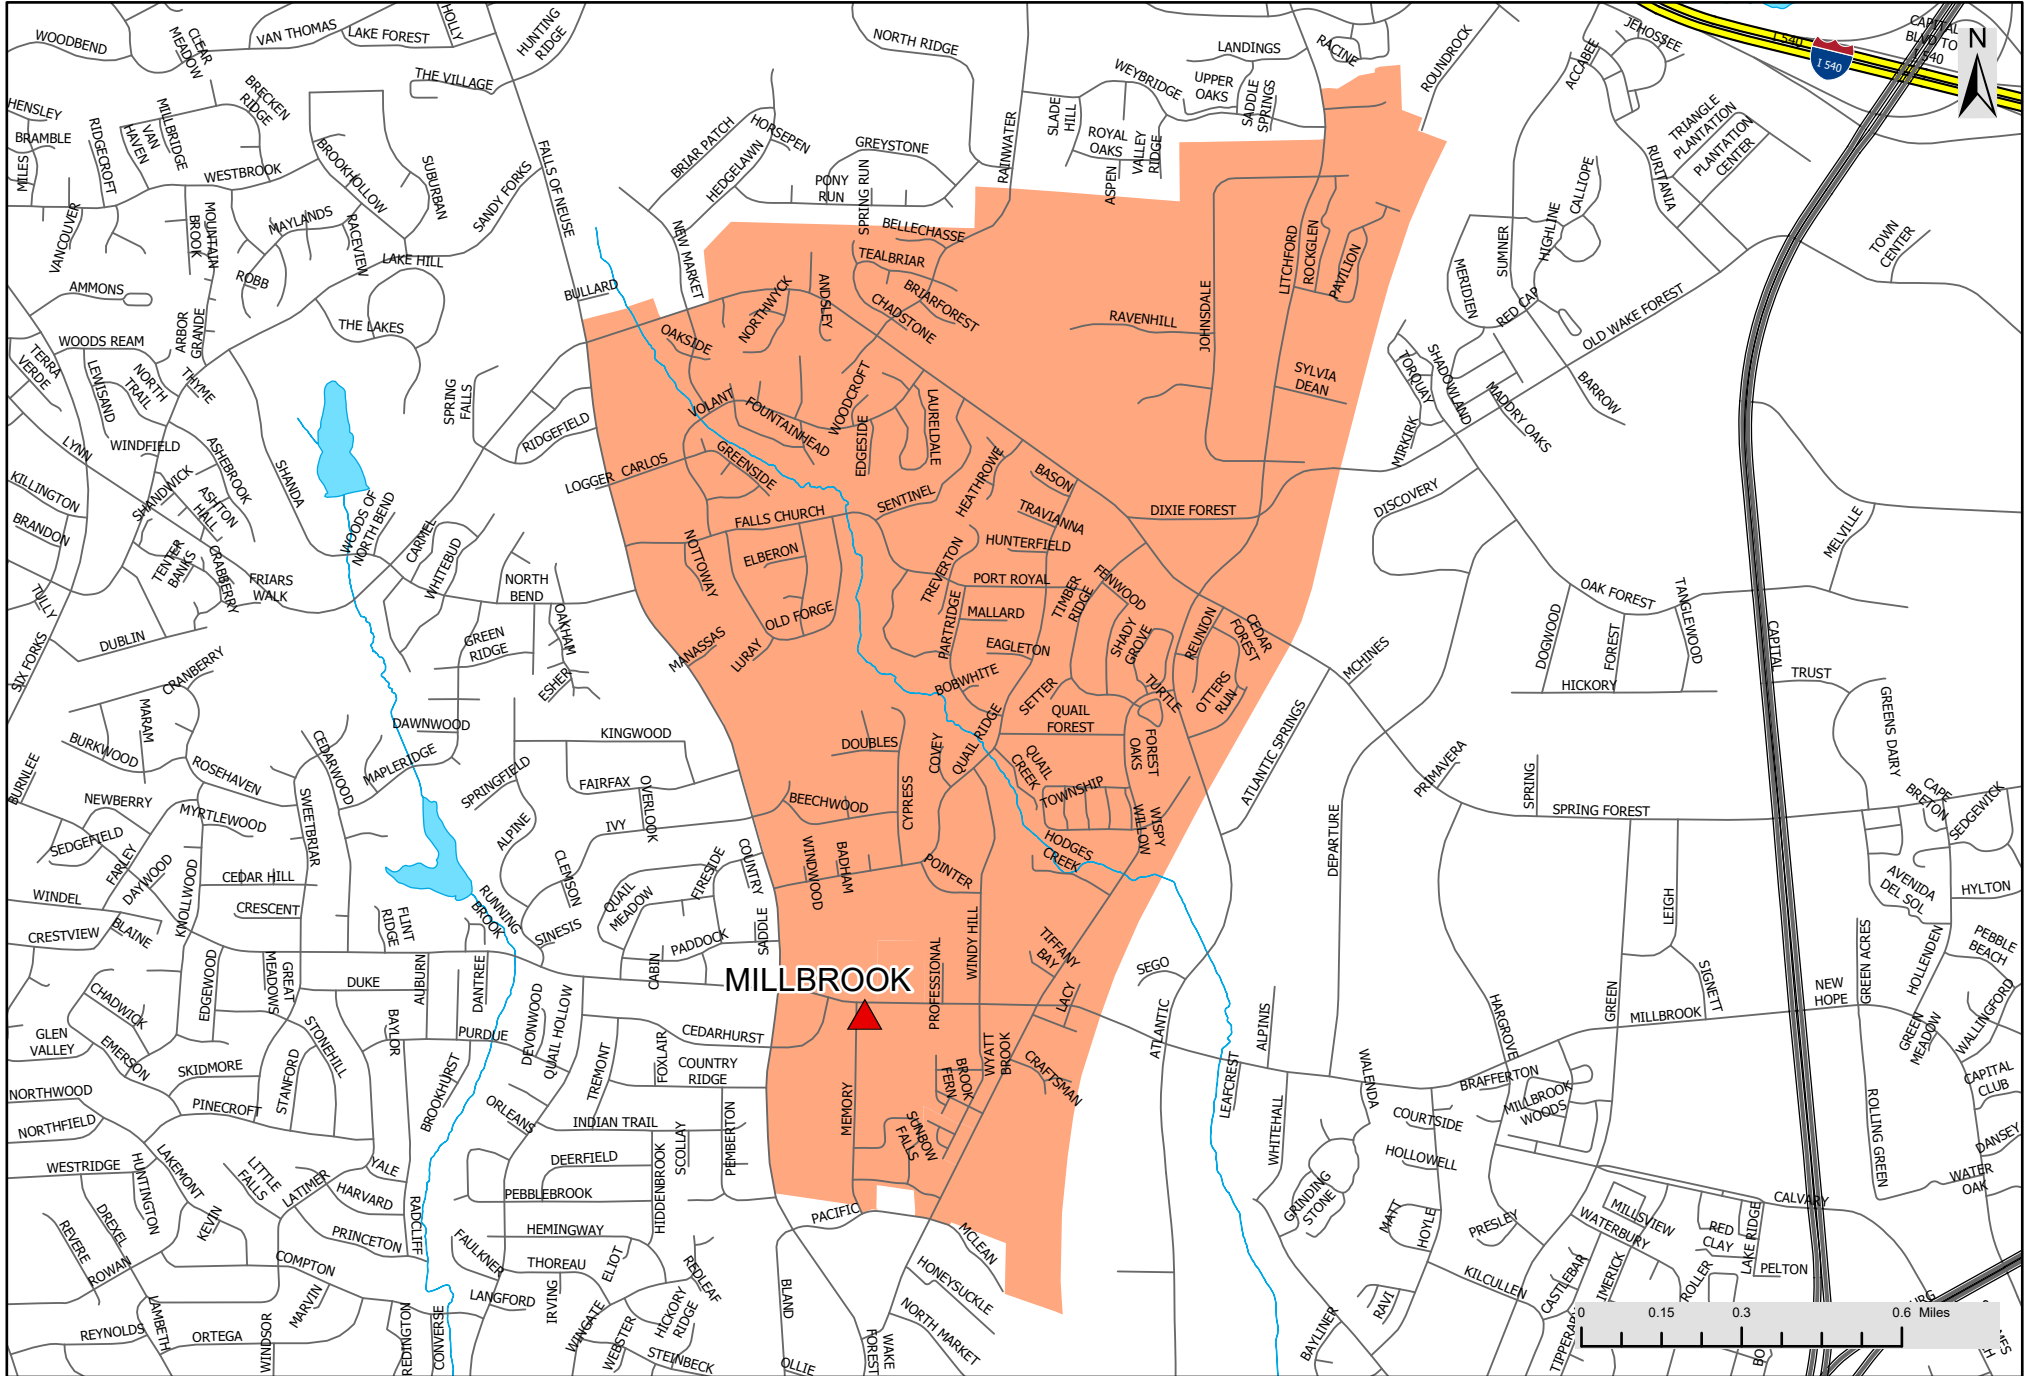 WOODBEND
CLEAR
MEADOW
VAN THOMAS
LAKE FOREST
HOLLY
HUNTING
RIDGE
THE VILLAGE
NORTH RIDGE
LANDINGS
RACINE
ROUNDROCK
JEHOSSEE
ACCABEE
I 540
I 540
CAPITAL
BLVD TO
I 540
N
HENSLEY
BRAMBLE
MILES
RIDGECROFT
VAN
HAVEN
MILLBRIDGE
BRECKEN
RIDGE
WESTBROOK
BROOKHOLLOW
SUBURBAN
SANDY FORKS
FALLS OF NEUSE
BRIAR PATCH
HORSEPEN
HEDGELAWN
GREYSTONE
PONY
RUN
SPRING RUN
RAINWATER
SLADE
HILL
WEYBRIDGE
UPPER
OAKS
SADDLE
SPRINGS
ROYAL
OAKS
VALLEY
RIDGE
ASPEN
TRIANGLE
PLANTATION
PLANTATION
CENTER
RURITANIA
CALLIOPE
HIGHLINE
SUMNER
MERIDIEN
RED CAP
TOWN
CENTER
OLD WAKE FOREST
VANCOUVER
MOUNTAIN
BROOK
MAYLANDS
RACEVIEW
LAKE HILL
ROBB
AMMONS
ARBOR
GRANDE
THE LAKES
BULLARD
NEW MARKET
BELLECHASSE
TEALBRIAR
BRIARFOREST
CHADSTONE
ANDSLEY
NORTHWYCK
OAKSIDE
RAVENHILL
JOHNSDALE
LITCHFORD
ROCKGLEN
PAVILION
SYLVIA
DEAN
TORQUAY
SHADOWLAND
MADDRY OAKS
BARROW
MIRKIRK
TERRA
VERDE
WOODS REAM
LEWISAND
NORTH
TRAIL
THYME
WINDFIELD
LYNN
KILLINGTON
BRANDON
SHANDWICK
ASHEBROOK
ASHTON
HALL
SHANDA
TENTER
BANKS
CRABBERRY
FRIARS
WALK
WOODS OF
NORTH BEND
CARMEL
WHITEBUD
SPRING
FALLS
RIDGEFIELD
LOGGER
CARLOS
VOLANT
FOUNTAINHEAD
WOODCROFT
EDGESIDE
LAURELDALE
GREENSIDE
SENTINEL
HEATHROWE
BASON
TRAVIANNA
HUNTERFIELD
DIXIE FOREST
DISCOVERY
MELVILLE
FALLS CHURCH
NOTTOWAY
ELBERON
OLD FORGE
LURAY
MANASSAS
TREVERTON
PORT ROYAL
MALLARD
PARTRIDGE
EAGLETON
TIMBER
RIDGE
FENWOOD
SHADY
GROVE
REUNION
CEDAR
FOREST
OTTERS
RUN
TURTLE
MCHINES
OAK FOREST
DOGWOOD
FOREST
TANGLEWOOD
HICKORY
CAPITAL
TRUST
TULLY
DUBLIN
SIX FORKS
CRANBERRY
NORTH
BEND
OAKHAM
GREEN
RIDGE
ESHER
MARAM
BURKWOOD
BURNLEE
ROSEHAVEN
CEDARWOOD
DAWNWOOD
MAPLERIDGE
KINGWOOD
FAIRFAX
OVERLOCK
IVY
SPRINGFIELD
ALPINE
BOBWHITE
SETTER
QUAIL
FOREST
QUAIL RIDGE
COVEY
DOUBLES
CYPRESS
BEECHWOOD
QUAIL
CREEK
TOWNSHIP
FOREST
OAKS
WISPY
WILLOW
HODGES
CREEK
ATLANTIC SPRINGS
PRIMAVERA
DEPARTURE
SPRING
SPRING FOREST
GREENS DAIRY
CAPE
BRETON
SEDGEWICK
NEWBERRY
SEDGEFIELD
MYRTLEWOOD
FARLEY
DAYWOOD
CEDAR HILL
SWEETBRIAR
WINDEL
CRESTVIEW
BLAINE
KNOLLWOOD
CRESCENT
FLINT
RIDGE
RUNNING
BROOK
CLEMSON
SINESIS
QUAIL
MEADOW
FIRESIDE
COUNTRY
PADDOCK
CABIN
SADDLE
WINDWOOD
BADHAM
POINTER
WINDY HILL
PROFESSIONAL
TIFFANY
BAY
LACY
SEGO
ATLANTIC
ALPINIS
LEIGH
SIGNETT
GREEN
AVENIDA
DEL SOL
HYLTON
PEBBLE
BEACH
HOLLENDEN
GREEN ACRES
NEW
HOPE
WALLINGFORD
GREEN
MEADOW
CAPITAL
CLUB
CHADWICK
EDGEWOOD
GREAT
MEADOWS
DUKE
AUBURN
DANTREE
DEVONWOOD
QUAIL HOLLOW
MILLBROOK
CEDARHURST
MILLBROOK
HARGROVE
GLEN
VALLEY
EMERSON
SKIDMORE
STANFORD
STONEHILL
BAYLOR
PURDUE
BROOKHURST
ORLEANS
TREMONT
FOXLAIR
COUNTRY
RIDGE
INDIAN TRAIL
SCOLLAY
PEMBERTON
MEMORY
BROOK
FERN
WYATT
BROOK
CRAFTSMAN
SUNBOW
FALLS
LEAFCREST
WHITEHALL
WALENDA
BRAFFERTON
MILLBROOK
WOODS
COURTSIDE
HOLLOWELL
ROLLING GREEN
DANSEY
WATER
OAK
NORTHWOOD
NORTHFIELD
PINECROFT
WESTRIDGE
HUNTINGTON
LAKEMONT
LITTLE
FALLS
LATIMER
YALE
HARVARD
PRINCETON
RADCLIFF
DEERFIELD
PEBBLEBROOK
HIDDENBROOK
HEMINGWAY
FAULKNER
THOREAU
ELIOT
REDLEAF
PACIFIC
MCLEAN
HONEYSUCKLE
NORTH MARKET
GRINDING
STONE
MATT
HOYLE
PRESLEY
WATERBURY
MILLSVIEW
RED
CLAY
LAKE RIDGE
CALVARY
PELTON
REVERE
DREXEL
ROWAN
KEVIN
COMPTON
MARVIN
LANGFORD
IRVING
WINGATE
WEBSTER
HICKORY
RIDGE
STEINBECK
BLAND
OLLIE
WAKE
FOREST
KILCULLEN
CASTLEBAR
RAVI
BAYLINER
REYNOLDS
LAMBETH
ORTEGA
WINDSOR
REDINGTON
CONVERSE
0 0.15 0.3 0.6 Miles